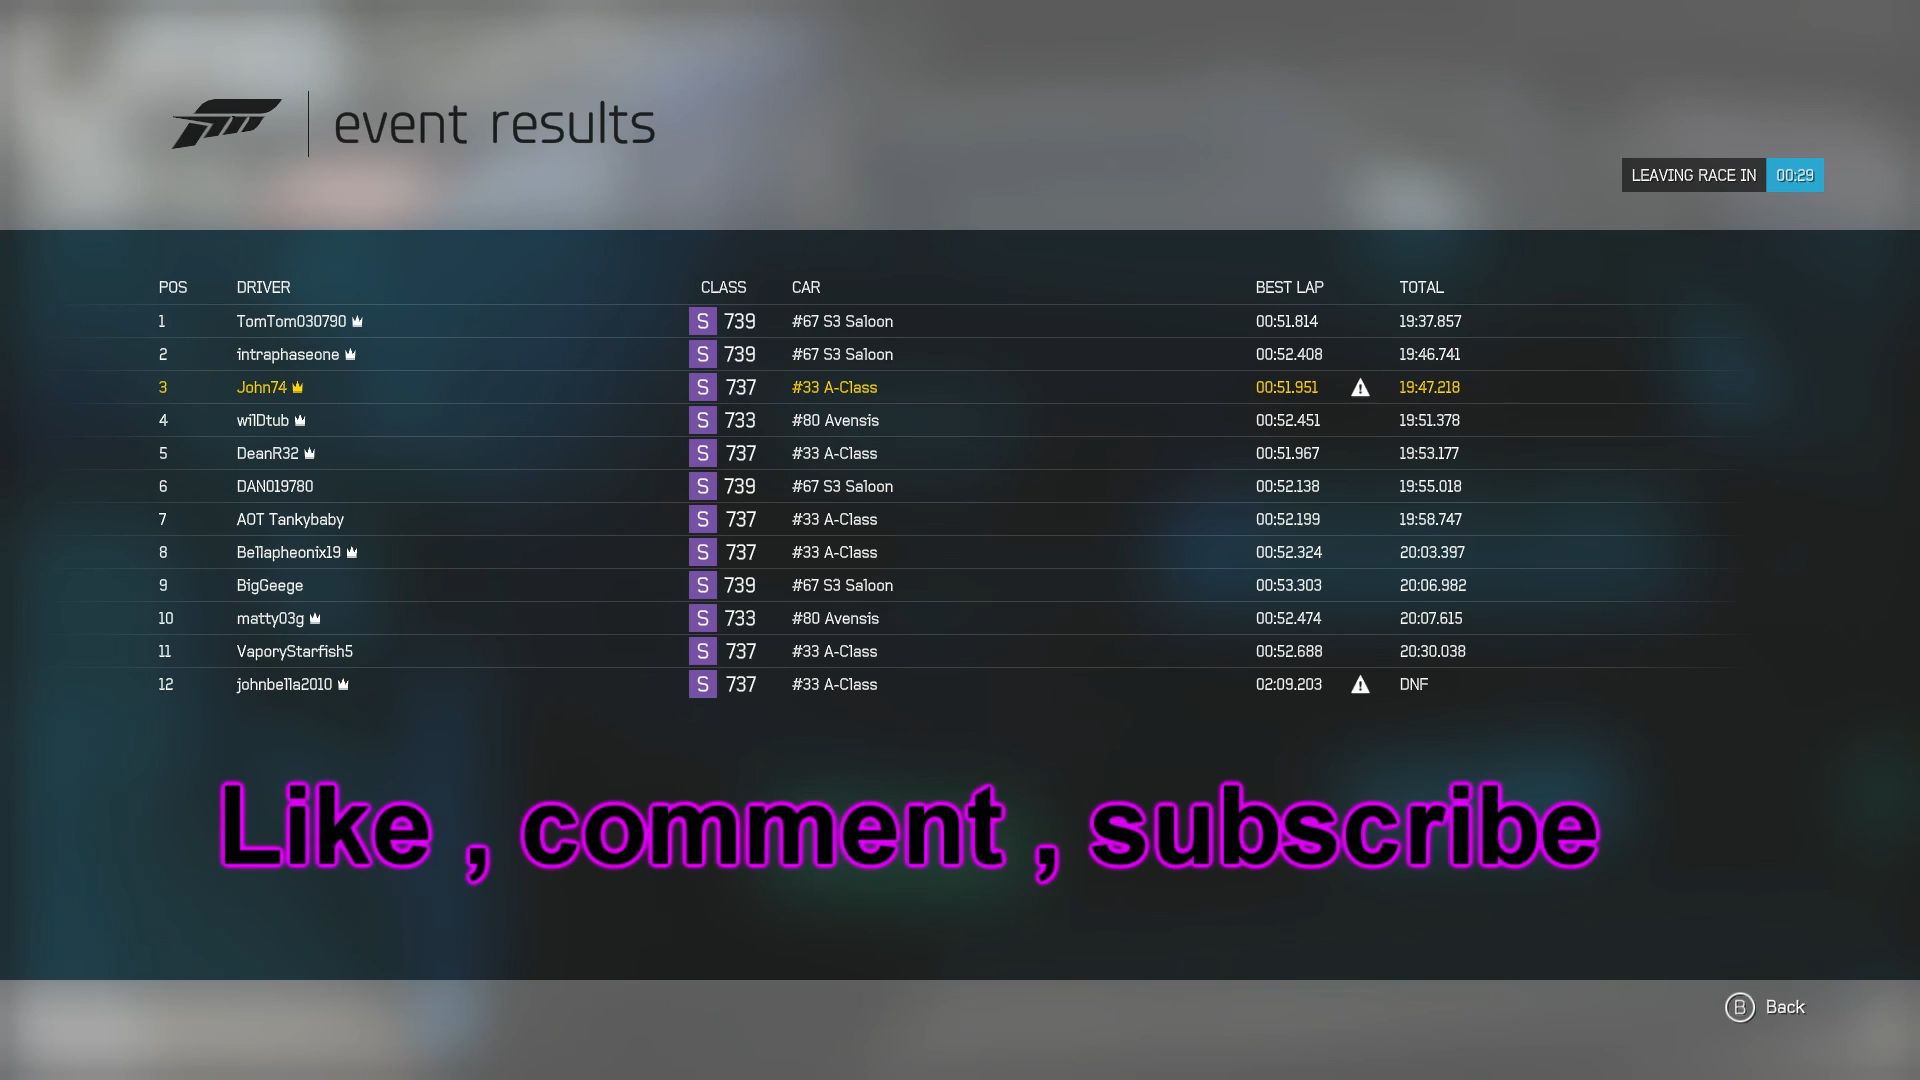 event results
LEAVING RACE IN 00:29
POS DRIVER CLASS CAR BEST LAP TOTAL
1 TomTom030790 S 739 #67 S3 Saloon 00:51.814 19:37.857
2 intraphaseone S 739 #67 S3 Saloon 00:52.408 19:46.741
3 John74 S 737 #33 A-Class 00:51.951 19:47.218
4 wilDtub S 733 #80 Avensis 00:52.451 19:51.378
5 DeanR32 S 737 #33 A-Class 00:51.967 19:53.177
6 DAN019780 S 739 #67 S3 Saloon 00:52.138 19:55.018
7 AOT Tankybaby S 737 #33 A-Class 00:52.199 19:58.747
8 Bellapheonix19 S 737 #33 A-Class 00:52.324 20:03.397
9 BigGeege S 739 #67 S3 Saloon 00:53.303 20:06.982
10 matty03g S 733 #80 Avensis 00:52.474 20:07.615
11 VaporyStarfish5 S 737 #33 A-Class 00:52.688 20:30.038
12 johnbella2010 S 737 #33 A-Class 02:09.203 DNF
Like , comment , subscribe
B Back